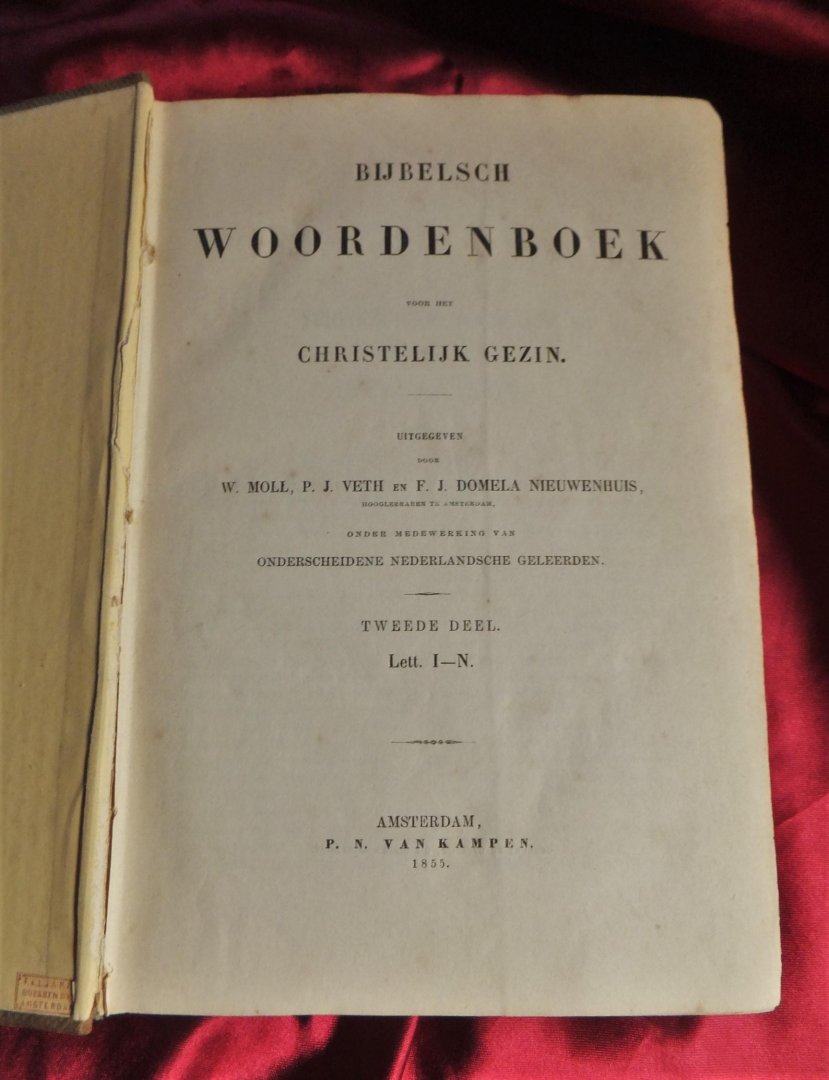 BIJBELSCH
WOORDENBOEK
VOOR HET
CHRISTELIJK GEZIN.
UITGEGEVEN
DOOR
W. MOLL, P. J. VETH EN F. J. DOMELA NIEUWENHUIS,
HOOGLEERAREN TE AMSTERDAM,
ONDER MEDEWERKING VAN
ONDERSCHEIDENE NEDERLANDSCHE GELEERDEN.
TWEEDE DEEL.
Lett. I—N.
AMSTERDAM,
P. N. VAN KAMPEN.
1855.